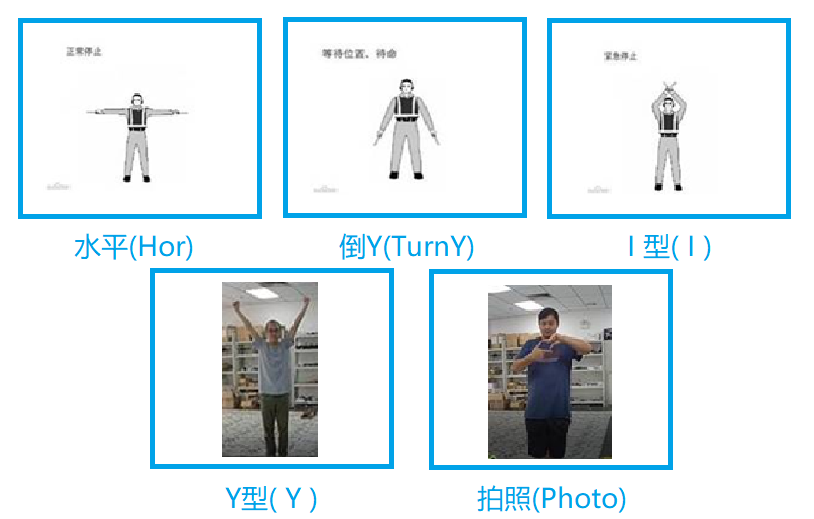 正常停止
等待位置、待命
紧急停止
水平(Hor)
倒Y(TurnY)
I 型( I )
Y型( Y )
拍照(Photo)